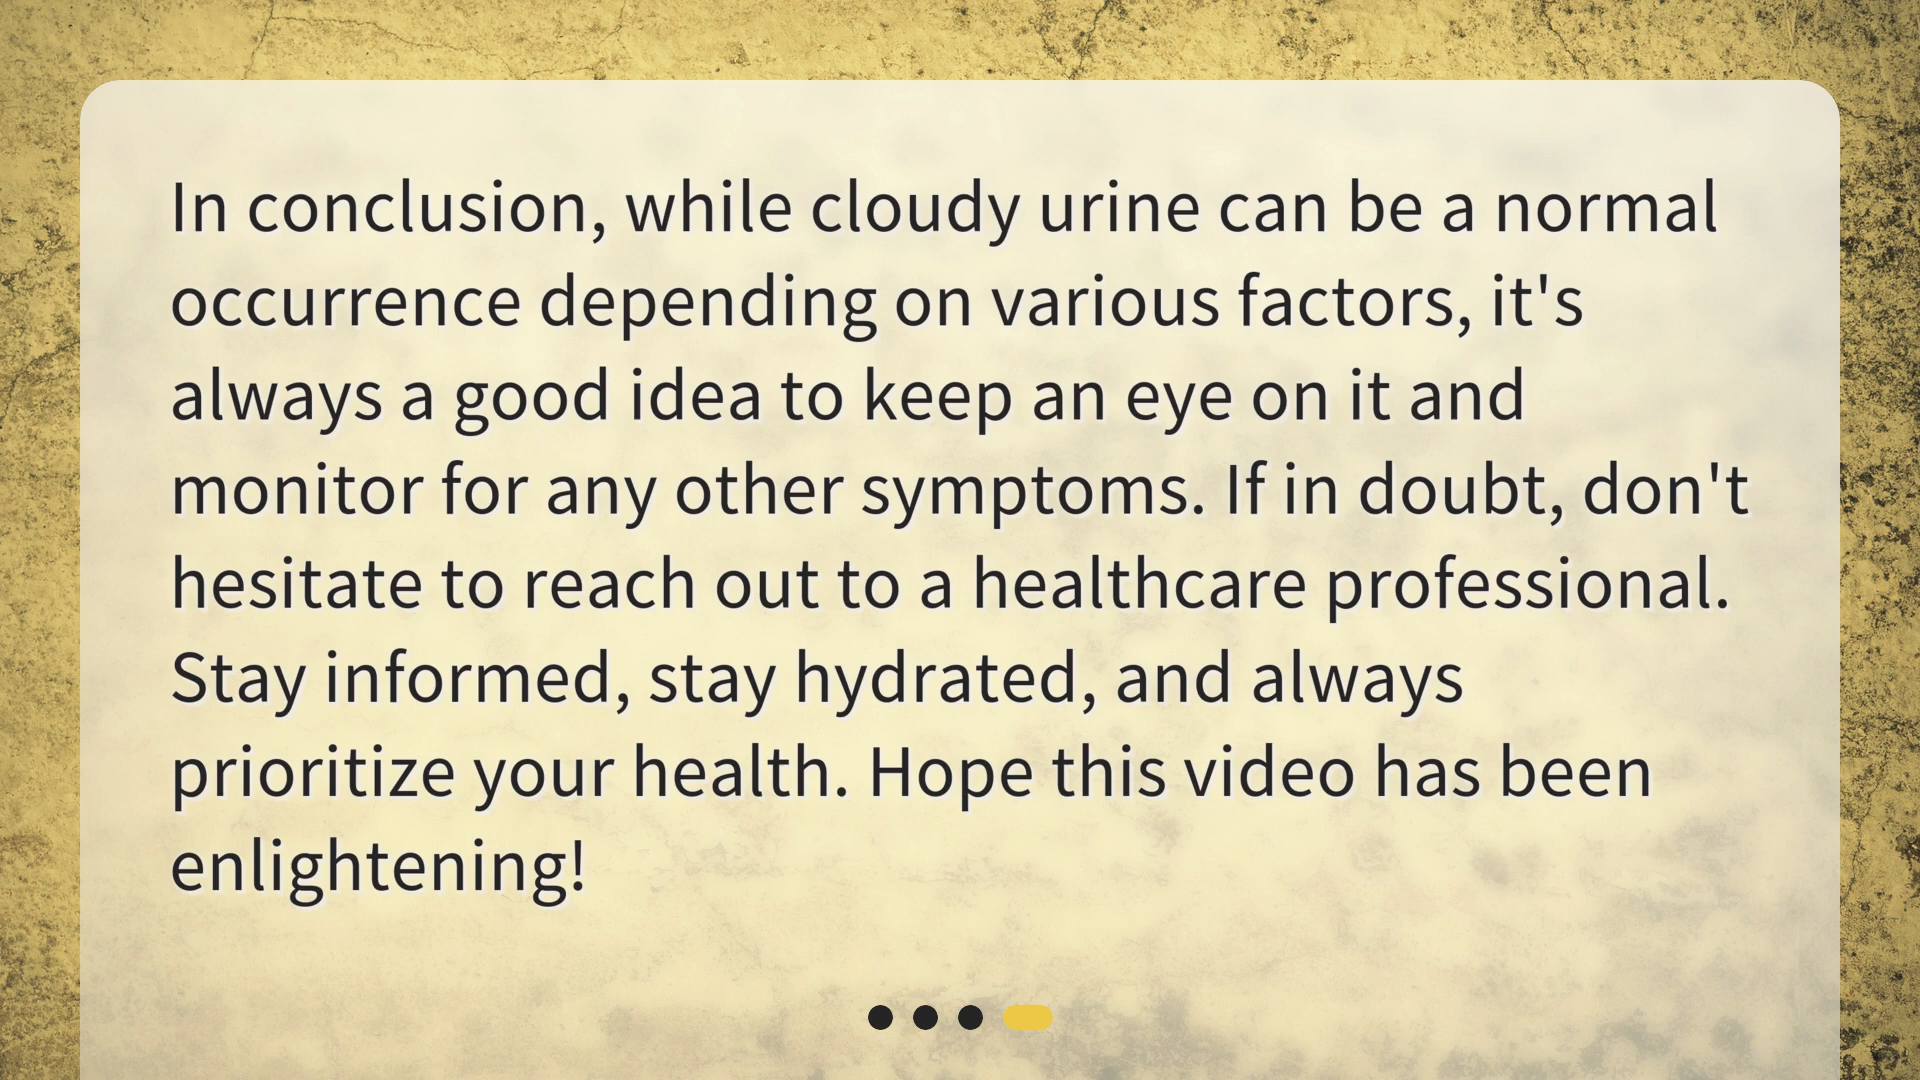 In conclusion, while cloudy urine can be a normal
occurrence depending on various factors, it's
always a good idea to keep an eye on it and
monitor for any other symptoms. If in doubt, don't
hesitate to reach out to a healthcare professional.
Stay informed, stay hydrated, and always
prioritize your health. Hope this video has been
enlightening!